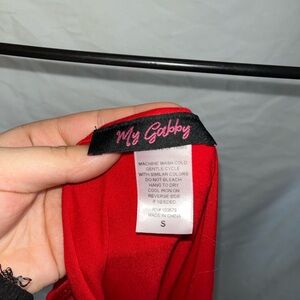 My Gabby
MACHINE WASH COLD
GENTLE CYCLE
WITH SIMILAR COLORS
DO NOT BLEACH
HANG TO DRY
COOL IRON ON
REVERSE SIDE
IF NEEDED
MADE IN CHINA
S